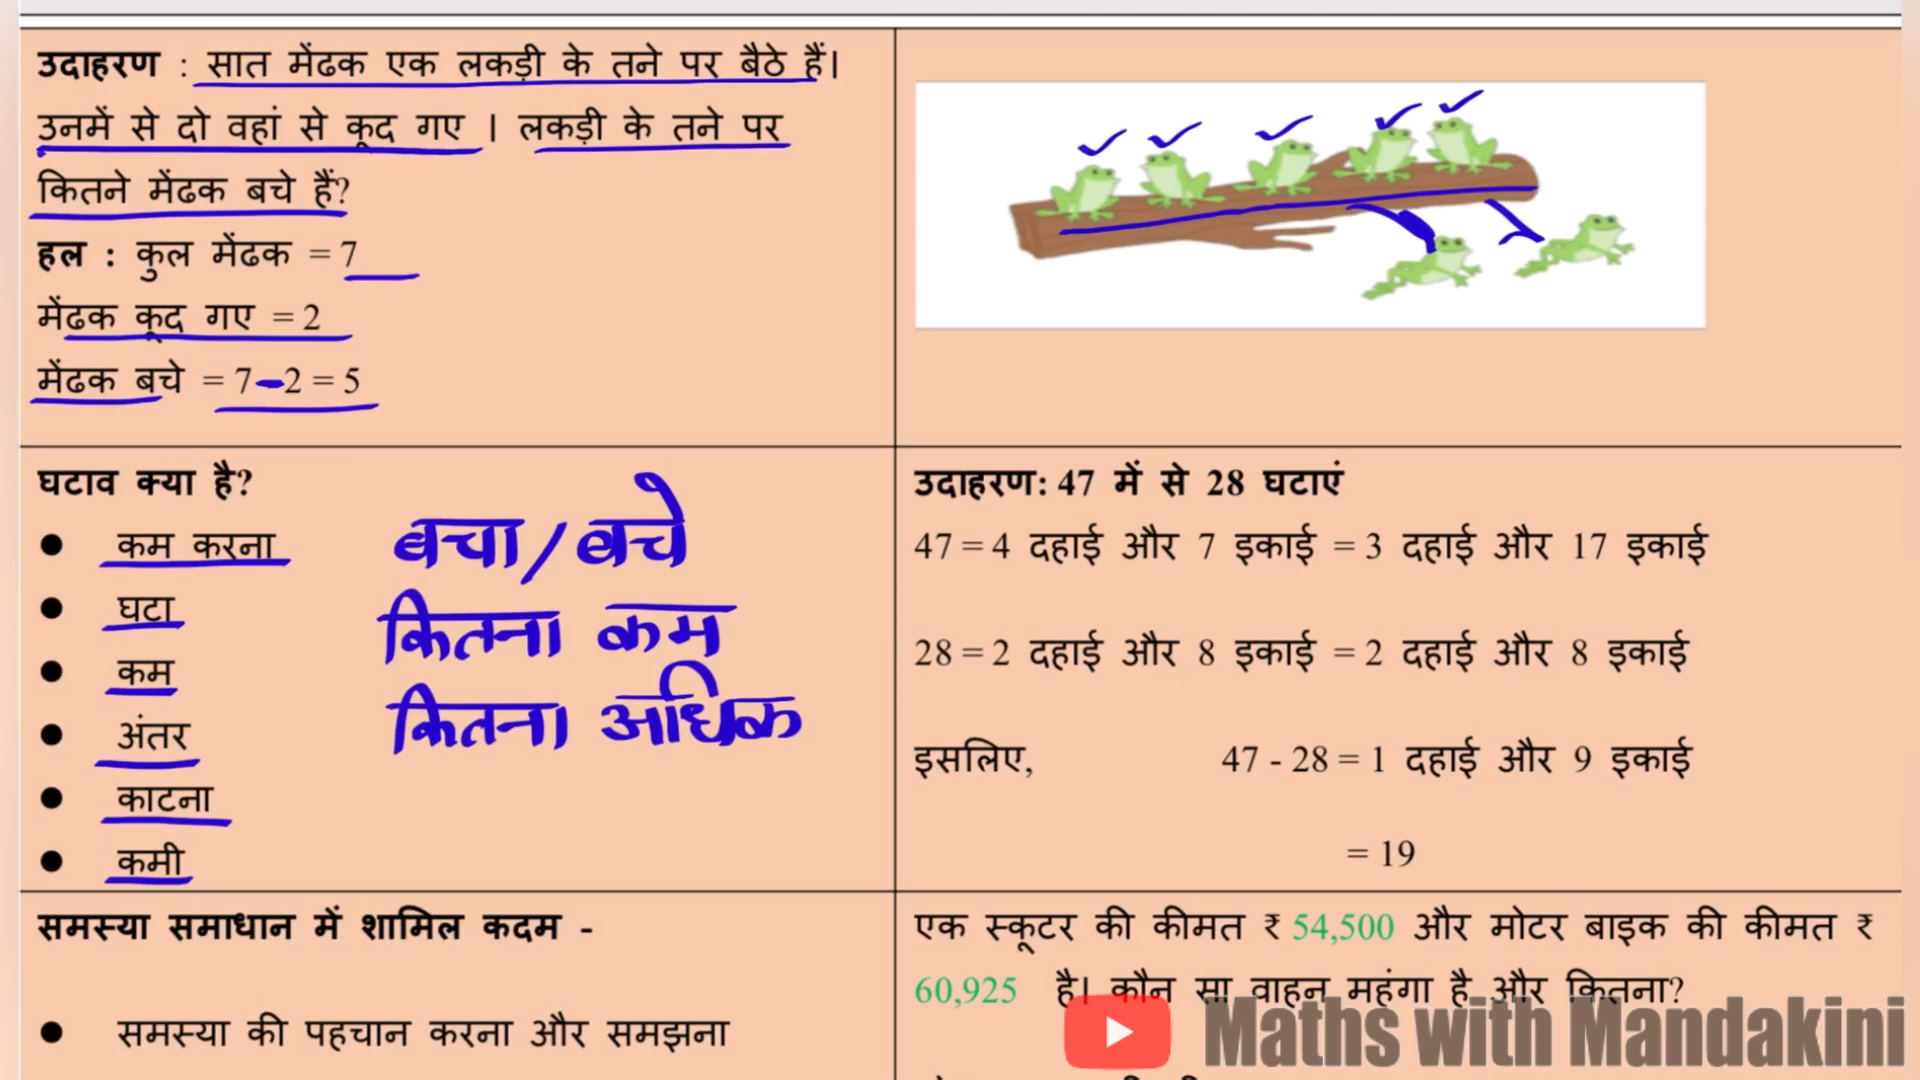 उदाहरण : सात मेंढक एक लकड़ी के तने पर बैठे हैं।
उनमें से दो वहां से कूद गए । लकड़ी के तने पर
कितने मेंढक बचे हैं?
हल : कुल मेंढक = 7
मेंढक कूद गए = 2
मेंढक बचे = 7-2 = 5
घटाव क्या है?
● कम करना
● घटा
● कम
● अंतर
● काटना
● कमी
बचा / बचे
कितना कम
कितना अधिक
उदाहरण: 47 में से 28 घटाएं
47 = 4 दहाई और 7 इकाई = 3 दहाई और 17 इकाई
28 = 2 दहाई और 8 इकाई = 2 दहाई और 8 इकाई
इसलिए, 47 - 28 = 1 दहाई और 9 इकाई
= 19
समस्या समाधान में शामिल कदम -
● समस्या की पहचान करना और समझना
एक स्कूटर की कीमत ₹ 54,500 और मोटर बाइक की कीमत ₹
60,925 है। कौन सा वाहन महंगा है और कितना?
Maths with Mandakini